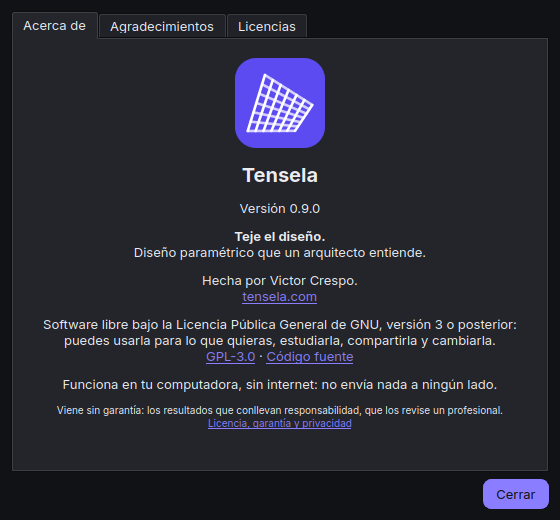 Acerca de
Agradecimientos
Licencias
Tensela
Versión 0.9.0
Teje el diseño.
Diseño paramétrico que un arquitecto entiende.
Hecha por Victor Crespo.
tensela.com
Software libre bajo la Licencia Pública General de GNU, versión 3 o posterior:
puedes usarla para lo que quieras, estudiarla, compartirla y cambiarla.
GPL-3.0 · Código fuente
Funciona en tu computadora, sin internet: no envía nada a ningún lado.
Viene sin garantía: los resultados que conllevan responsabilidad, que los revise un profesional.
Licencia, garantía y privacidad
Cerrar